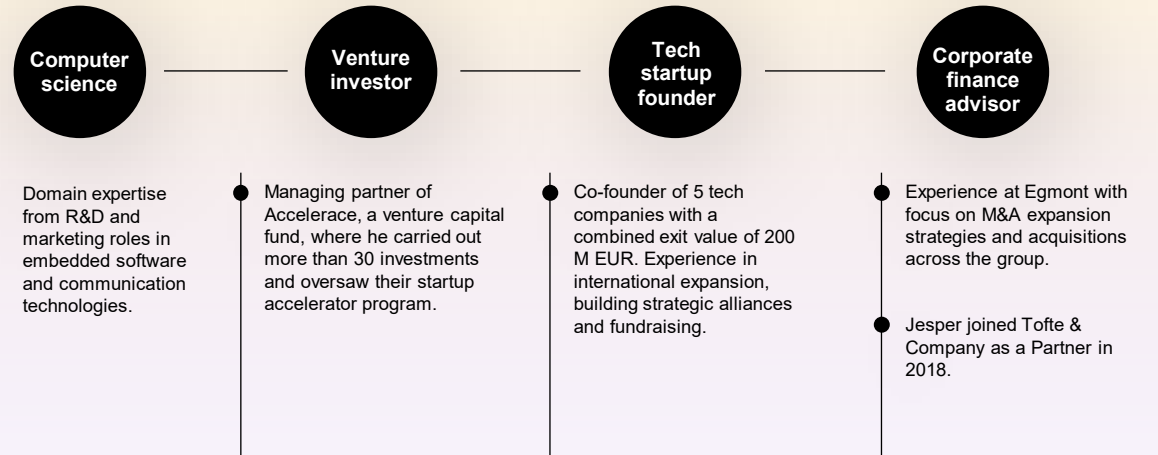 Computer
science
Venture
investor
Tech
startup
founder
Corporate
finance
advisor
Domain expertise
from R&D and
marketing roles in
embedded software
and communication
technologies.
Managing partner of
Accelerace, a venture capital
fund, where he carried out
more than 30 investments
and oversaw their startup
accelerator program.
Co-founder of 5 tech
companies with a
combined exit value of 200
M EUR. Experience in
international expansion,
building strategic alliances
and fundraising.
Experience at Egmont with
focus on M&A expansion
strategies and acquisitions
across the group.
Jesper joined Tofte &
Company as a Partner in
2018.